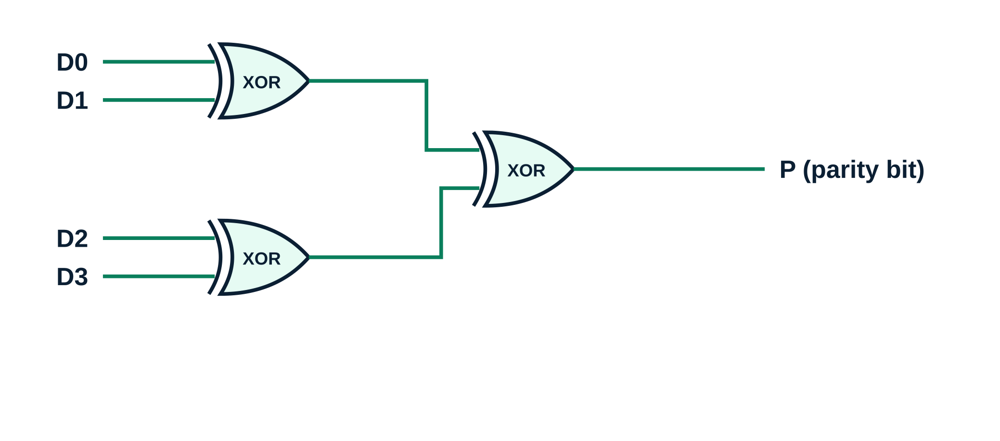 D0
XOR
D1
XOR
P (parity bit)
D2
XOR
D3